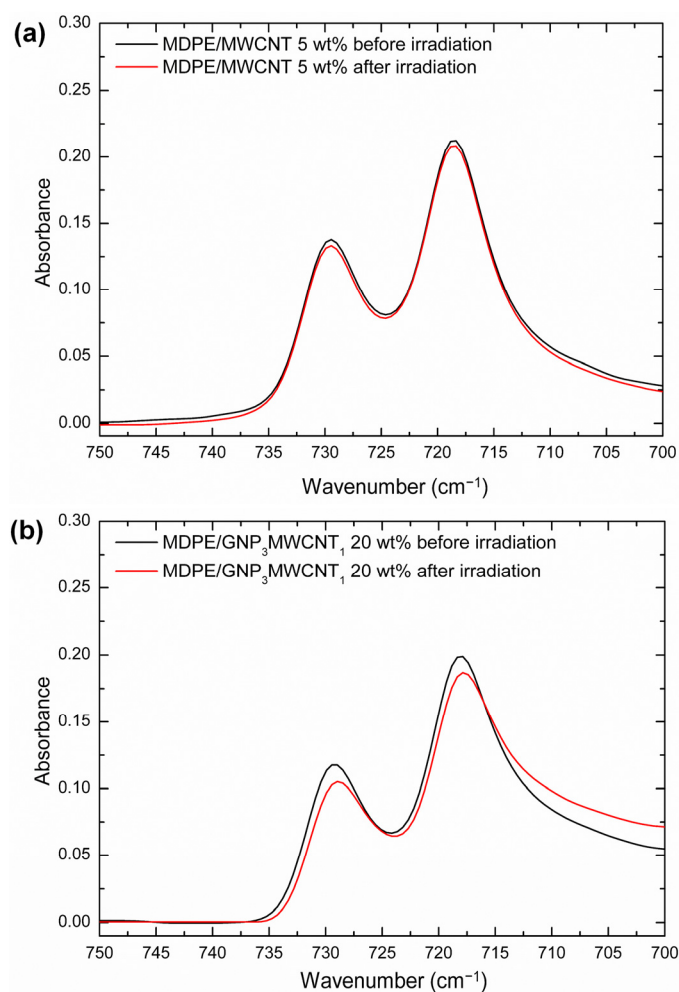 (a)
MDPE/MWCNT 5 wt% before irradiation
MDPE/MWCNT 5 wt% after irradiation
0.30
0.25
0.20
0.15
0.10
0.05
0.00
Absorbance
750 745 740 735 730 725 720 715 710 705 700
Wavenumber (cm⁻¹)
(b)
MDPE/GNP₃MWCNT₁ 20 wt% before irradiation
MDPE/GNP₃MWCNT₁ 20 wt% after irradiation
0.30
0.25
0.20
0.15
0.10
0.05
0.00
Absorbance
750 745 740 735 730 725 720 715 710 705 700
Wavenumber (cm⁻¹)